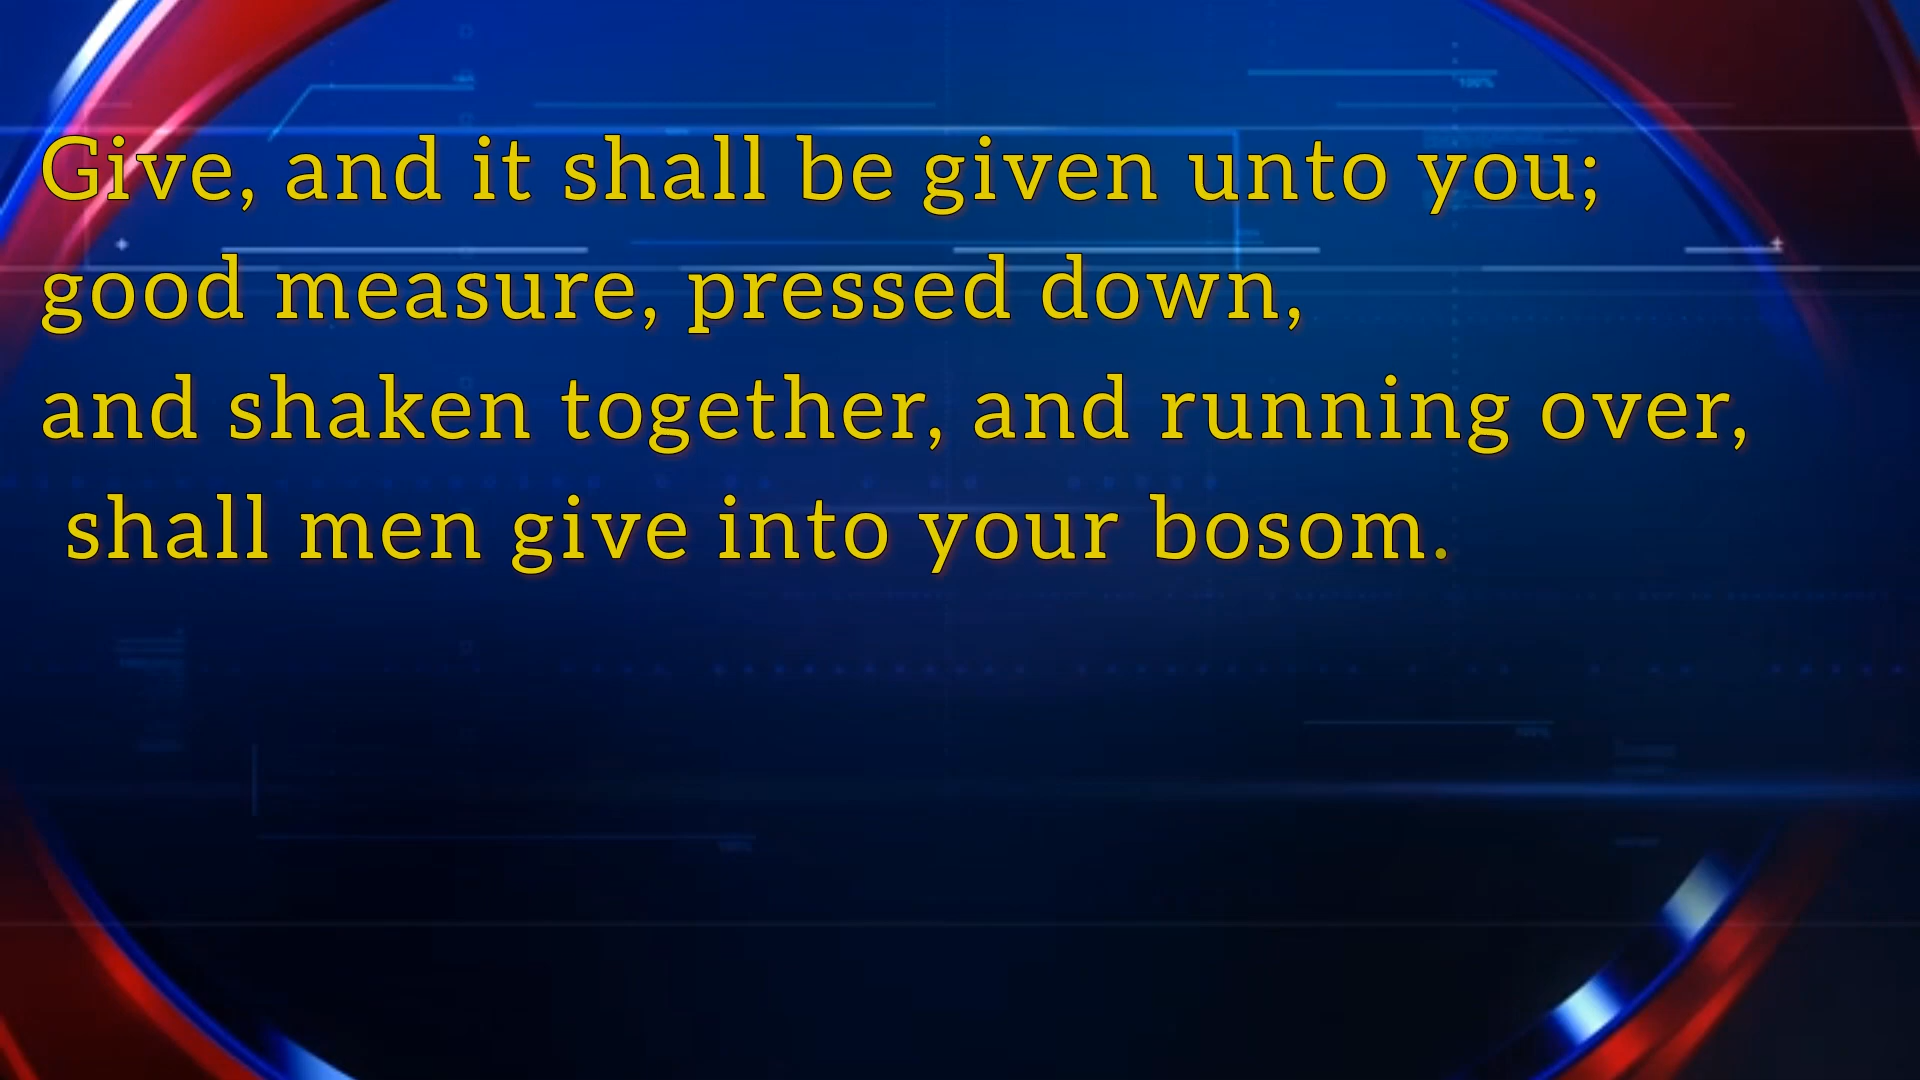 Give, and it shall be given unto you;
good measure, pressed down,
and shaken together, and running over,
shall men give into your bosom.